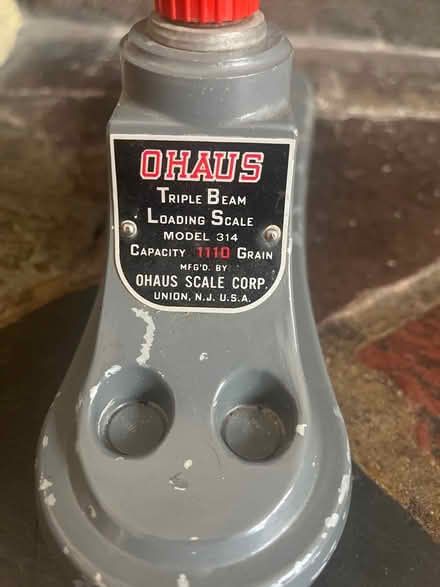 OHAUS
TRIPLE BEAM
LOADING SCALE
MODEL 314
CAPACITY 1110 GRAIN
MFG'D. BY
OHAUS SCALE CORP.
UNION, N.J. U.S.A.